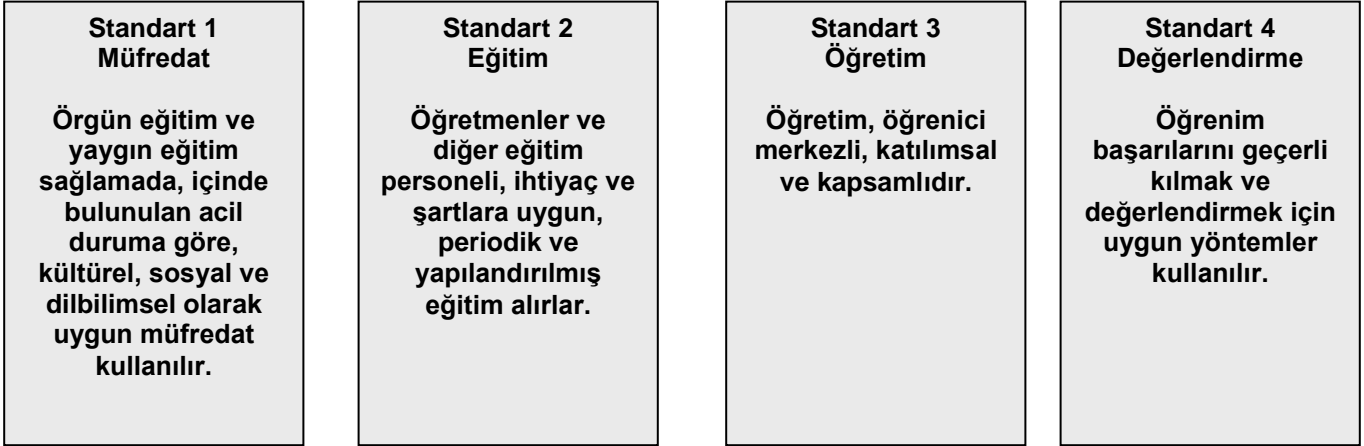 Standart 1
Müfredat
Örgün eğitim ve
yaygın eğitim
sağlamada, içinde
bulunulan acil
duruma göre,
kültürel, sosyal ve
dilbilimsel olarak
uygun müfredat
kullanılır.
Standart 2
Eğitim
Öğretmenler ve
diğer eğitim
personeli, ihtiyaç ve
şartlara uygun,
periodik ve
yapılandırılmış
eğitim alırlar.
Standart 3
Öğretim
Öğretim, öğrenici
merkezli, katılımsal
ve kapsamlıdır.
Standart 4
Değerlendirme
Öğrenim
başarılarını geçerli
kılmak ve
değerlendirmek için
uygun yöntemler
kullanılır.